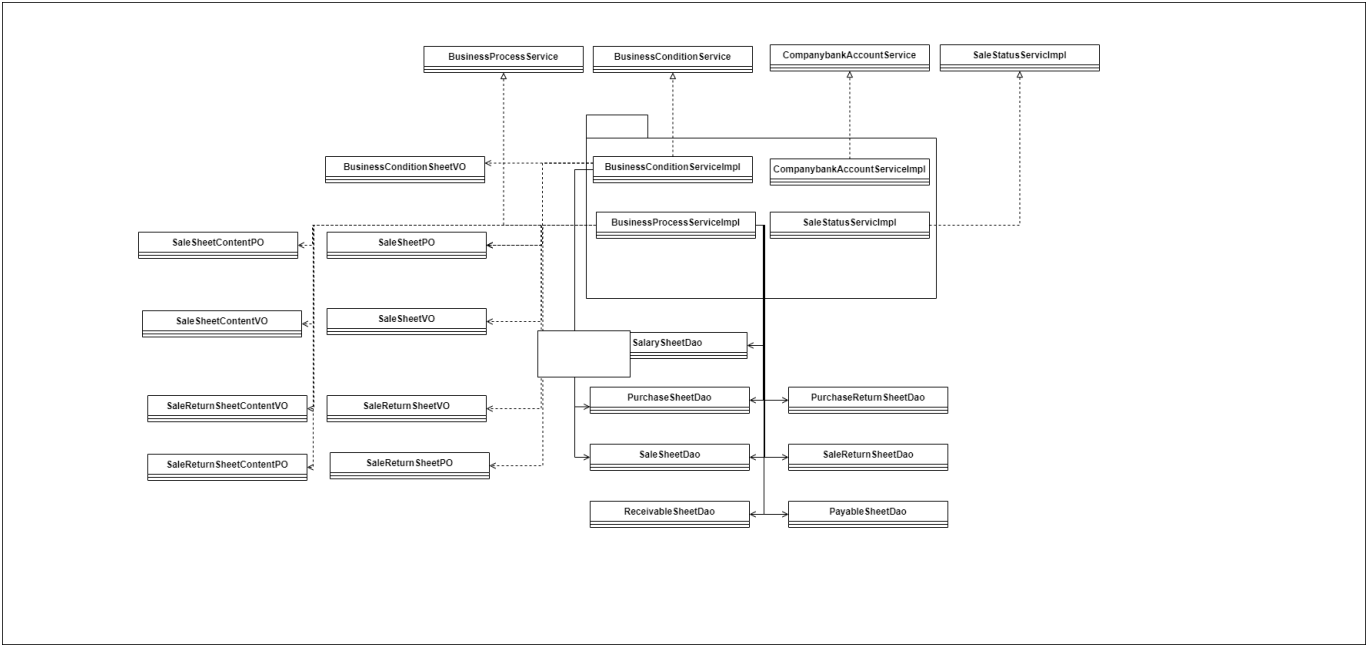 BusinessProcessService
BusinessConditionService
CompanybankAccountService
SaleStatusServicImpl
BusinessConditionSheetVO
BusinessConditionServiceImpl
CompanybankAccountServiceImpl
BusinessProcessServiceImpl
SaleStatusServicImpl
SaleSheetContentPO
SaleSheetPO
SaleSheetContentVO
SaleSheetVO
SalarySheetDao
SaleReturnSheetContentVO
SaleReturnSheetVO
PurchaseSheetDao
PurchaseReturnSheetDao
SaleReturnSheetContentPO
SaleReturnSheetPO
SaleSheetDao
SaleReturnSheetDao
ReceivableSheetDao
PayableSheetDao